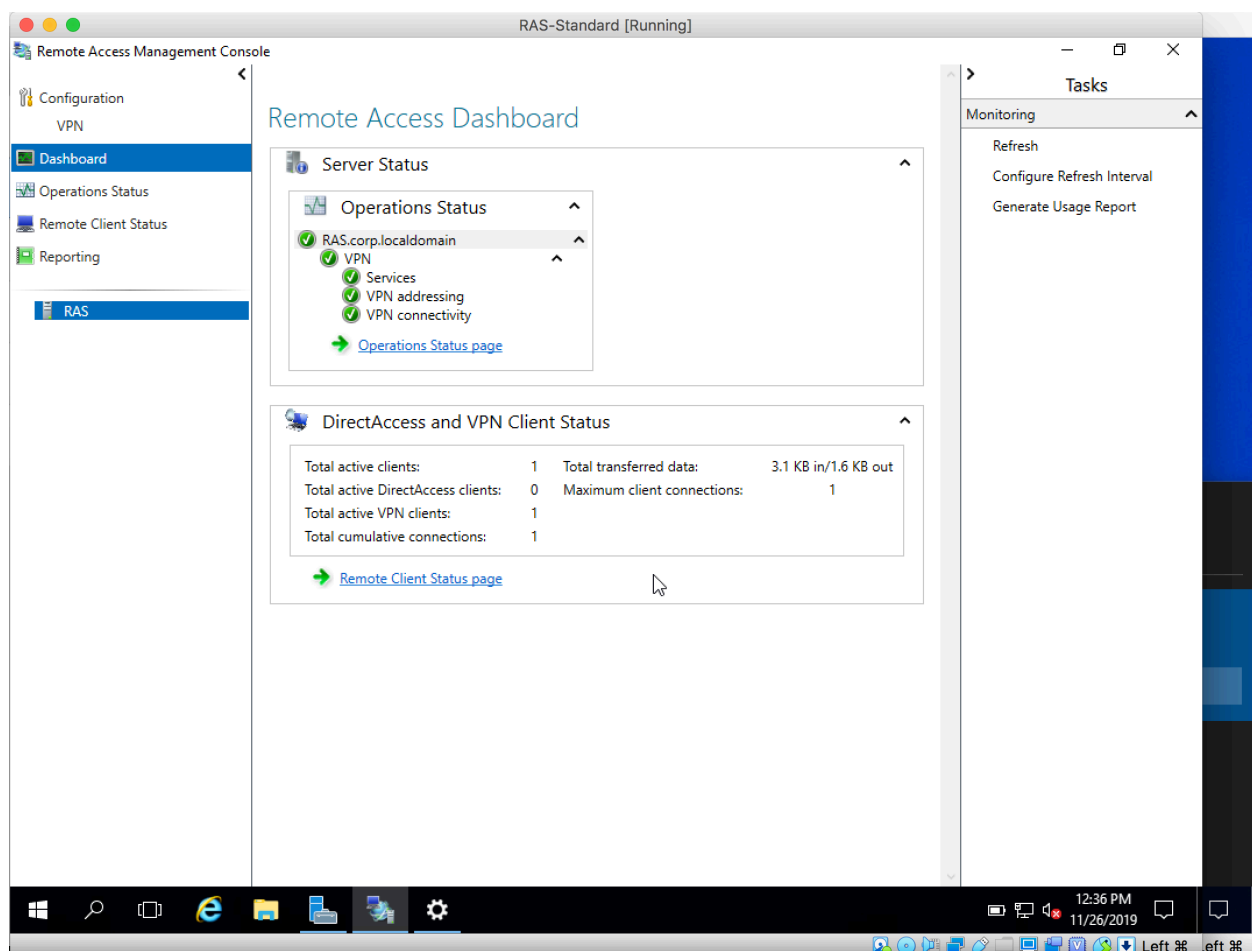 RAS-Standard [Running]
Remote Access Management Console
Configuration
VPN
Dashboard
Operations Status
Remote Client Status
Reporting
RAS
Remote Access Dashboard
Server Status
Operations Status
RAS.corp.localdomain
VPN
Services
VPN addressing
VPN connectivity
Operations Status page
DirectAccess and VPN Client Status
Total active clients: 1 Total transferred data: 3.1 KB in/1.6 KB out
Total active DirectAccess clients: 0 Maximum client connections: 1
Total active VPN clients: 1
Total cumulative connections: 1
Remote Client Status page
Tasks
Monitoring
Refresh
Configure Refresh Interval
Generate Usage Report
12:36 PM
11/26/2019
Left ⌘
eft ⌘